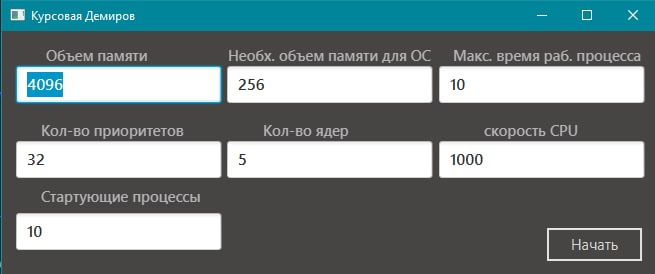 Курсовая Демиров
Объем памяти Необх. объем памяти для ОС Макс. время раб. процесса
4096 256 10
Кол-во приоритетов Кол-во ядер скорость CPU
32 5 1000
Стартующие процессы
10
Начать